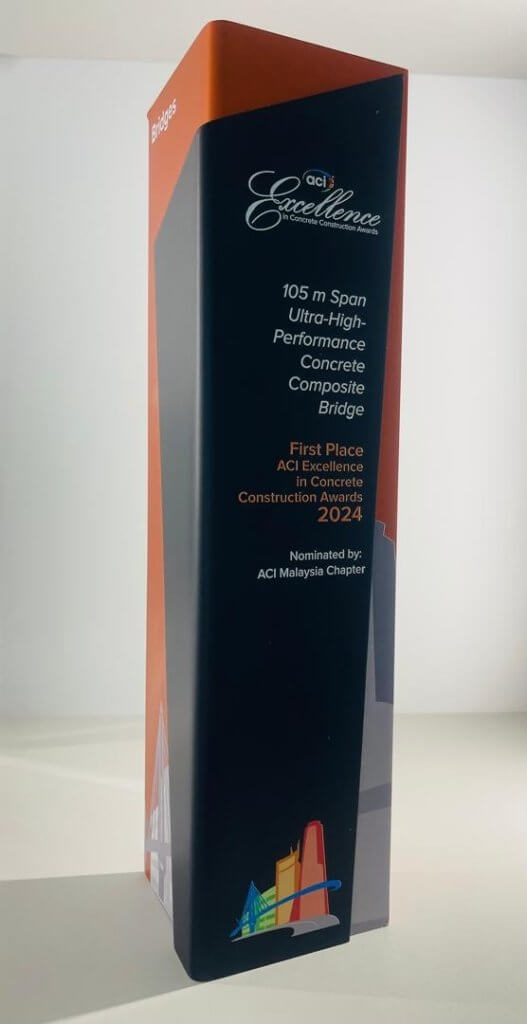 Bridges
aci
Excellence
in Concrete Construction Awards
105 m Span
Ultra-High-
Performance
Concrete
Composite
Bridge
First Place
ACI Excellence
in Concrete
Construction Awards
2024
Nominated by:
ACI Malaysia Chapter